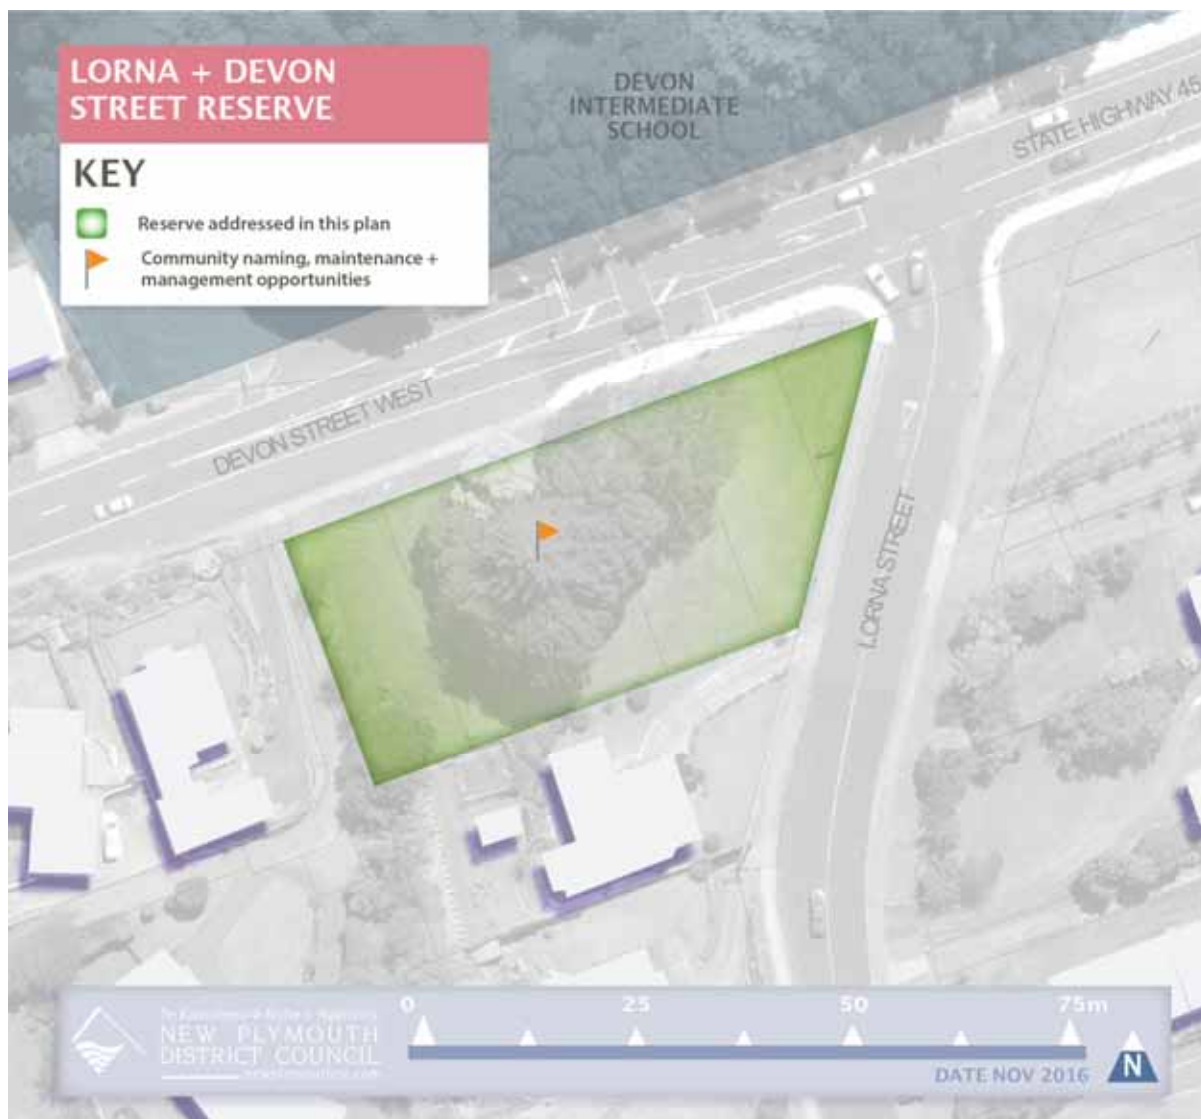 LORNA + DEVON
STREET RESERVE
KEY
Reserve addressed in this plan
Community naming, maintenance +
management opportunities
DEVON
INTERMEDIATE
SCHOOL
STATE HIGHWAY 45
DEVON STREET WEST
LORNA STREET
NEW PLYMOUTH
DISTRICT COUNCIL
0 25 50 75m
DATE NOV 2016
N